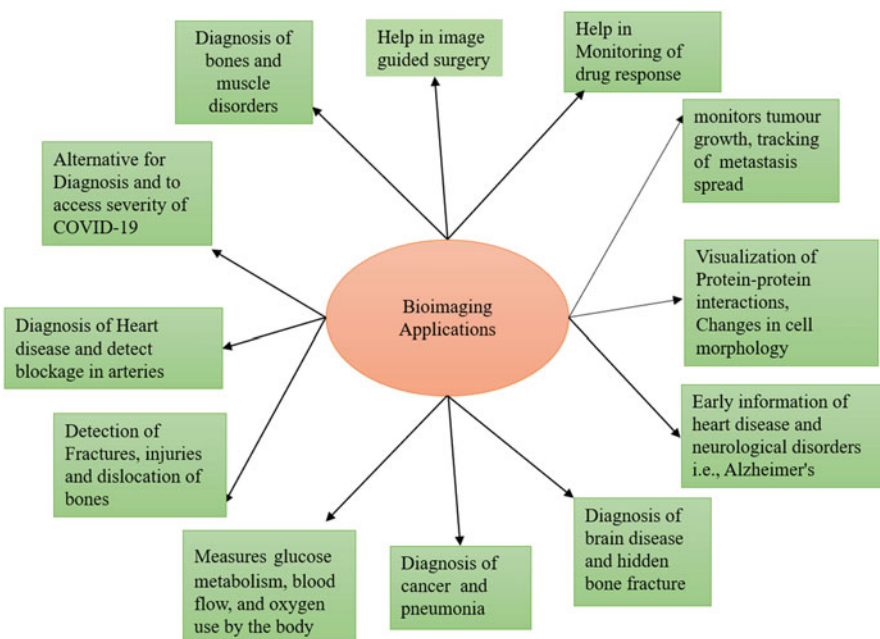 Diagnosis of
bones and
muscle
disorders
Help in image
guided surgery
Help in
Monitoring of
drug response
monitors tumour
growth, tracking
of metastasis
spread
Alternative for
Diagnosis and to
access severity of
COVID-19
Bioimaging
Applications
Visualization of
Protein-protein
interactions,
Changes in cell
morphology
Diagnosis of Heart
disease and detect
blockage in arteries
Early information of
heart disease and
neurological disorders
i.e., Alzheimer's
Detection of
Fractures, injuries
and dislocation of
bones
Measures glucose
metabolism, blood
flow, and oxygen
use by the body
Diagnosis of
cancer and
pneumonia
Diagnosis of
brain disease
and hidden
bone fracture